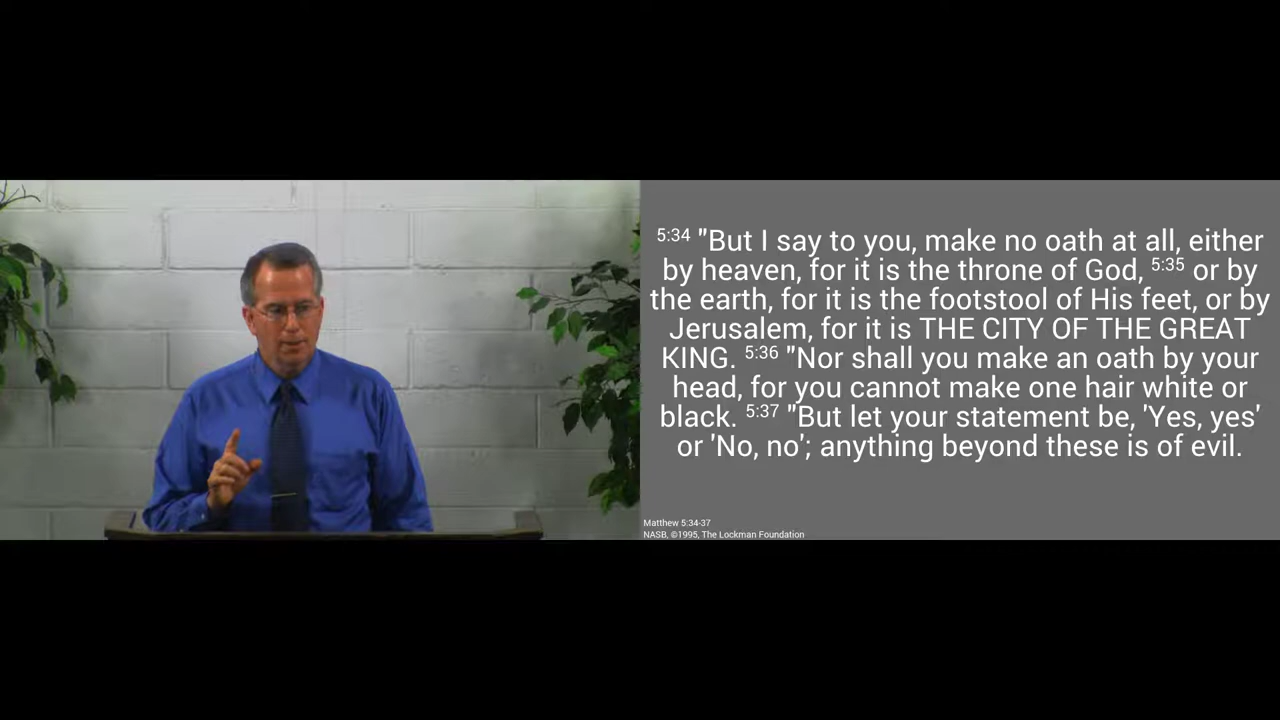 5:34 "But I say to you, make no oath at all, either
by heaven, for it is the throne of God, 5:35 or by
the earth, for it is the footstool of His feet, or by
Jerusalem, for it is THE CITY OF THE GREAT
KING. 5:36 "Nor shall you make an oath by your
head, for you cannot make one hair white or
black. 5:37 "But let your statement be, 'Yes, yes'
or 'No, no'; anything beyond these is of evil.
Matthew 5:34-37
NASB, ©1995, The Lockman Foundation